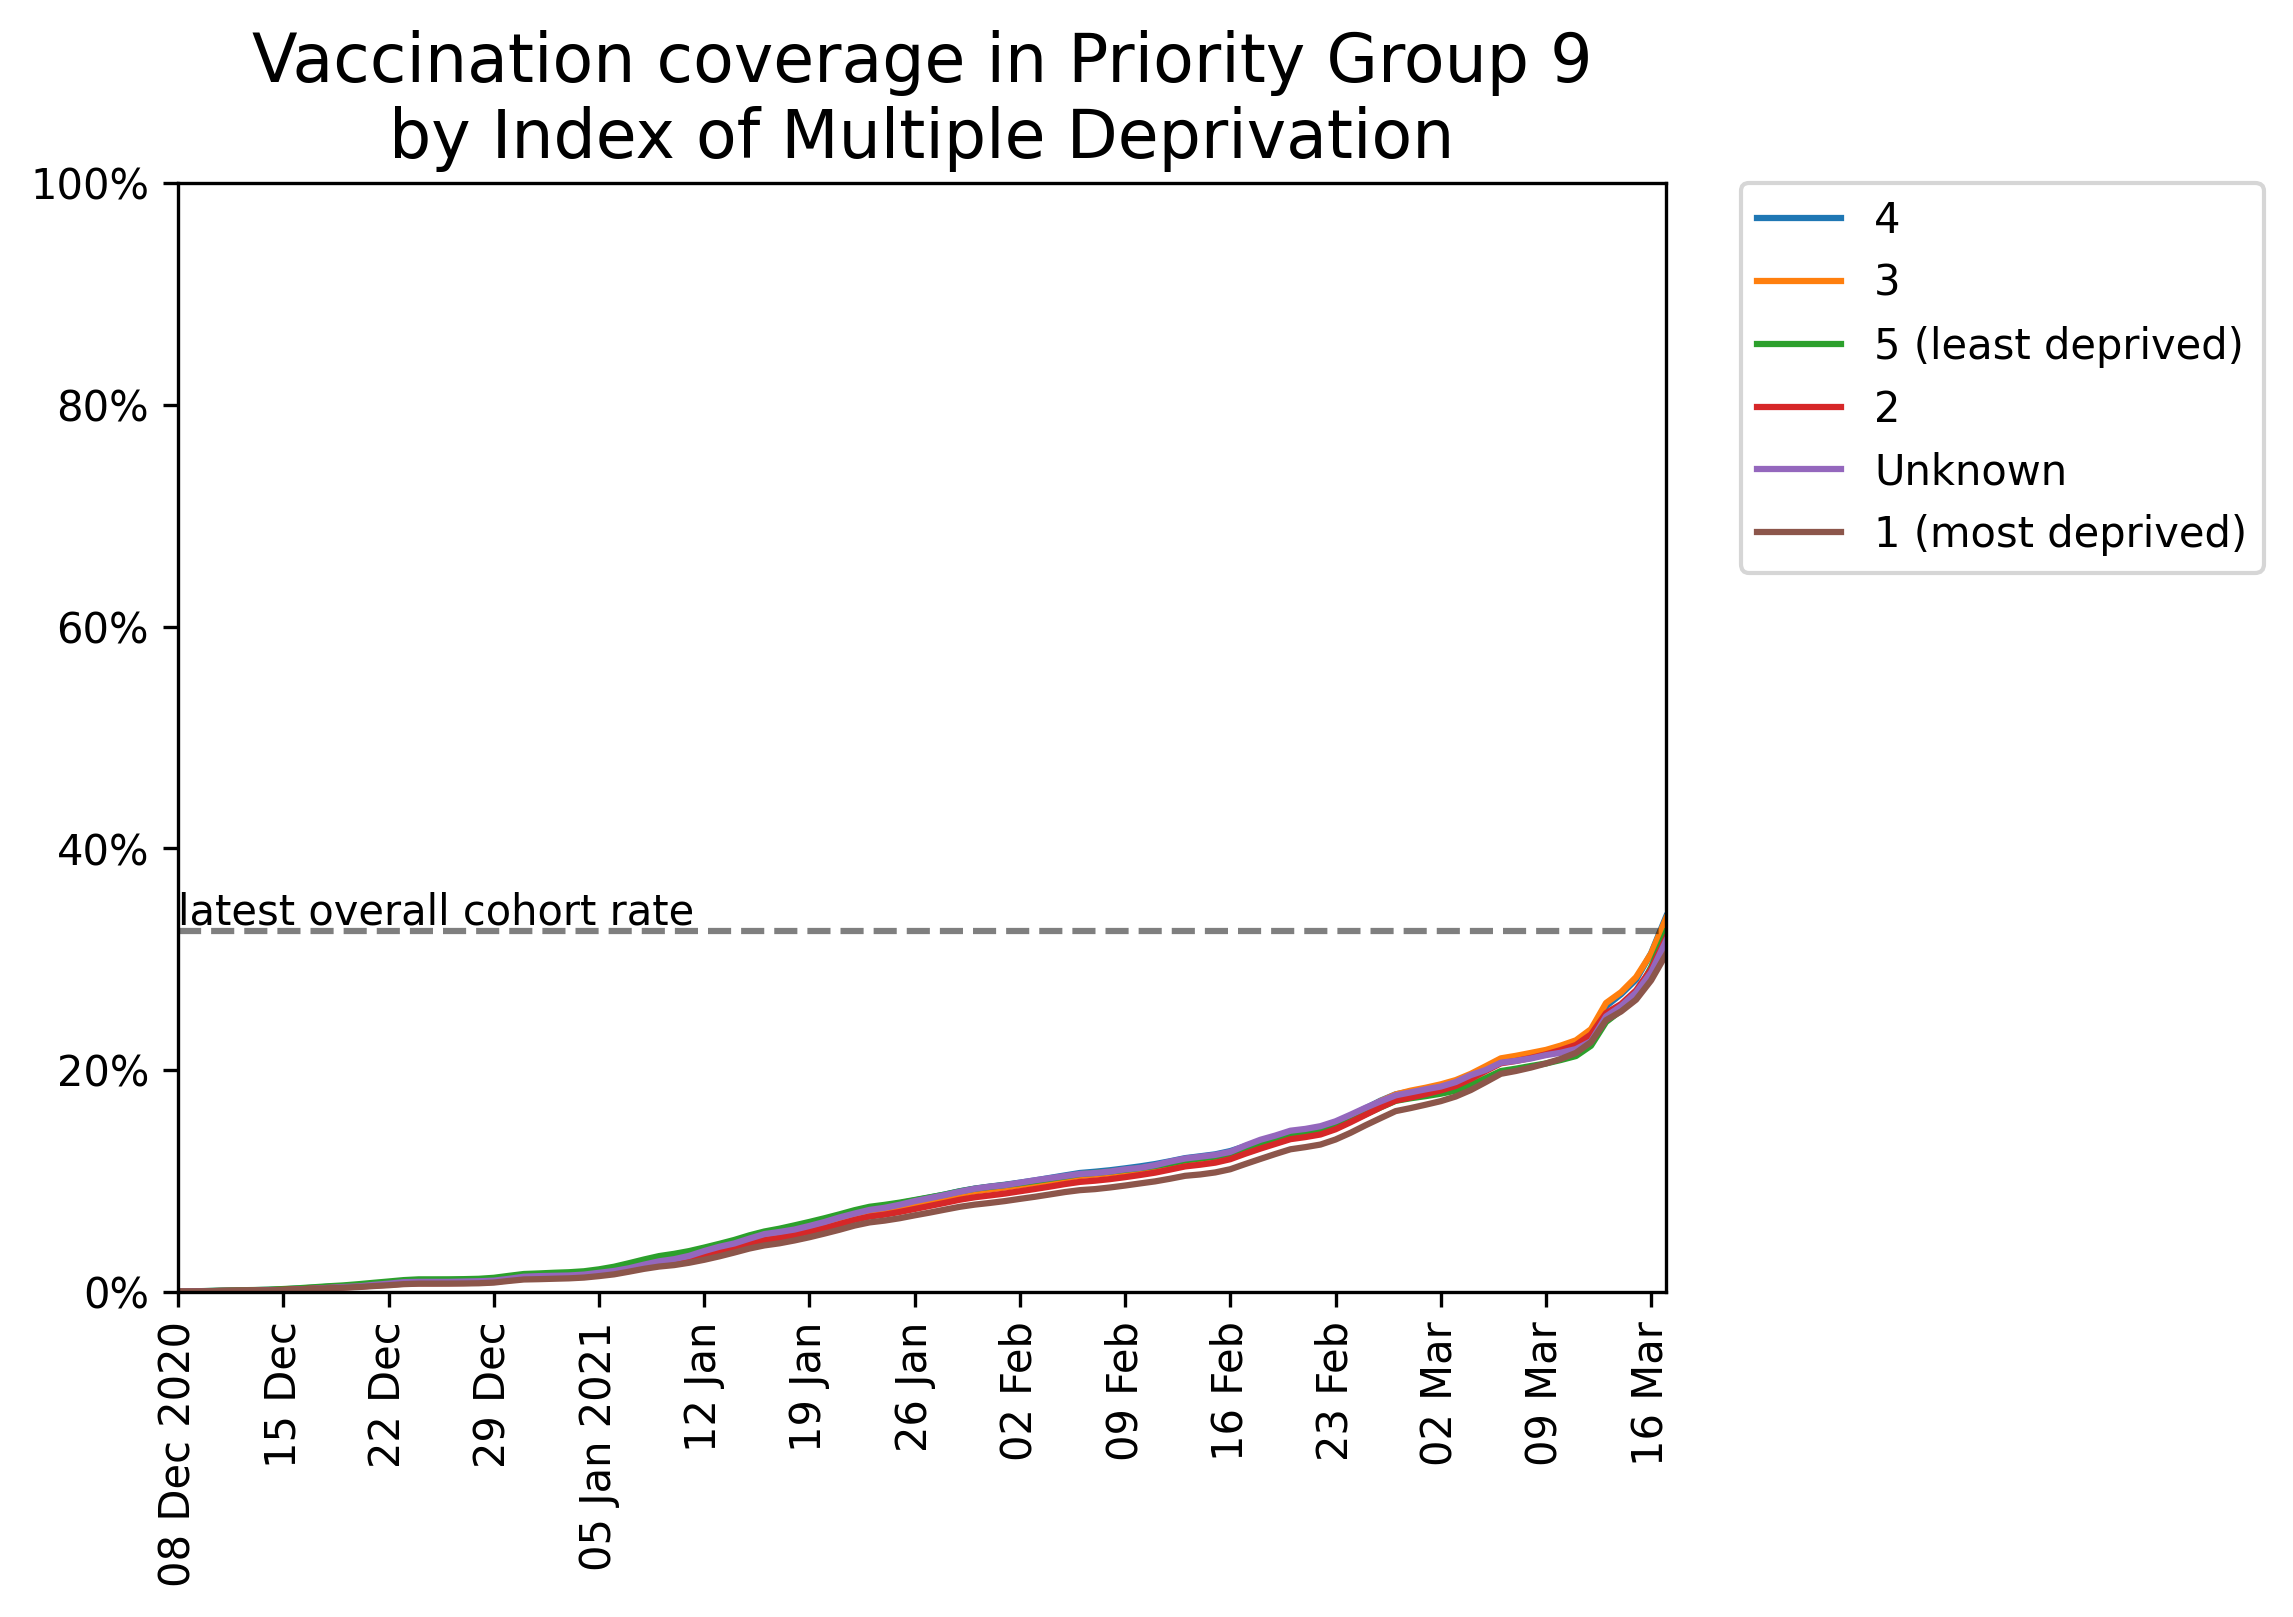 Vaccination coverage in Priority Group 9
by Index of Multiple Deprivation
100%
80%
60%
40%
20%
0%
latest overall cohort rate
4
3
5 (least deprived)
2
Unknown
1 (most deprived)
08 Dec 2020
15 Dec
22 Dec
29 Dec
05 Jan 2021
12 Jan
19 Jan
26 Jan
02 Feb
09 Feb
16 Feb
23 Feb
02 Mar
09 Mar
16 Mar